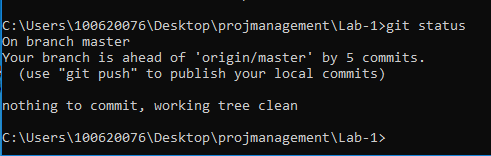 C:\Users\100620076\Desktop\projmanagement\Lab-1>git status
On branch master
Your branch is ahead of 'origin/master' by 5 commits.
  (use "git push" to publish your local commits)
nothing to commit, working tree clean
C:\Users\100620076\Desktop\projmanagement\Lab-1>